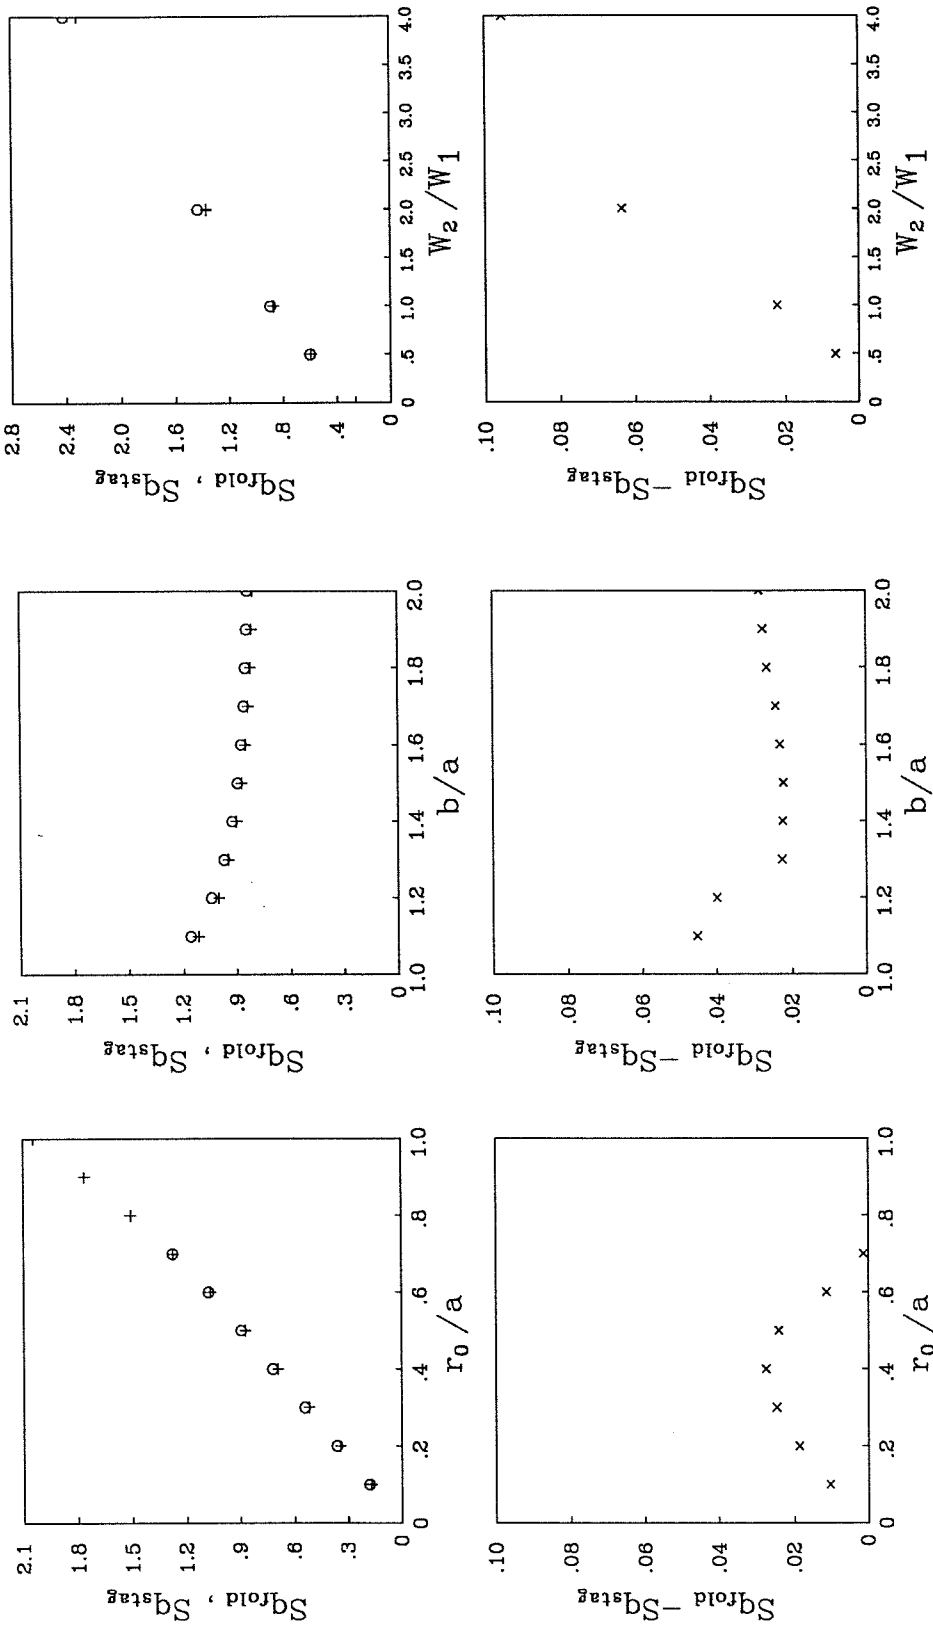 Sq_fold , Sq_stag
2.1
1.8
1.5
1.2
.9
.6
.3
0
0 .2 .4 .6 .8 1.0
r_0 /a
Sq_fold , Sq_stag
2.1
1.8
1.5
1.2
.9
.6
.3
0
1.0 1.2 1.4 1.6 1.8 2.0
b/a
Sq_fold , Sq_stag
2.8
2.4
2.0
1.6
1.2
.8
.4
0
0 .5 1.0 1.5 2.0 2.5 3.0 3.5 4.0
W_2 /W_1
Sq_fold -Sq_stag
.10
.08
.06
.04
.02
0
0 .2 .4 .6 .8 1.0
r_0 /a
Sq_fold -Sq_stag
.10
.08
.06
.04
.02
0
1.0 1.2 1.4 1.6 1.8 2.0
b/a
Sq_fold -Sq_stag
.10
.08
.06
.04
.02
0
0 .5 1.0 1.5 2.0 2.5 3.0 3.5 4.0
W_2 /W_1